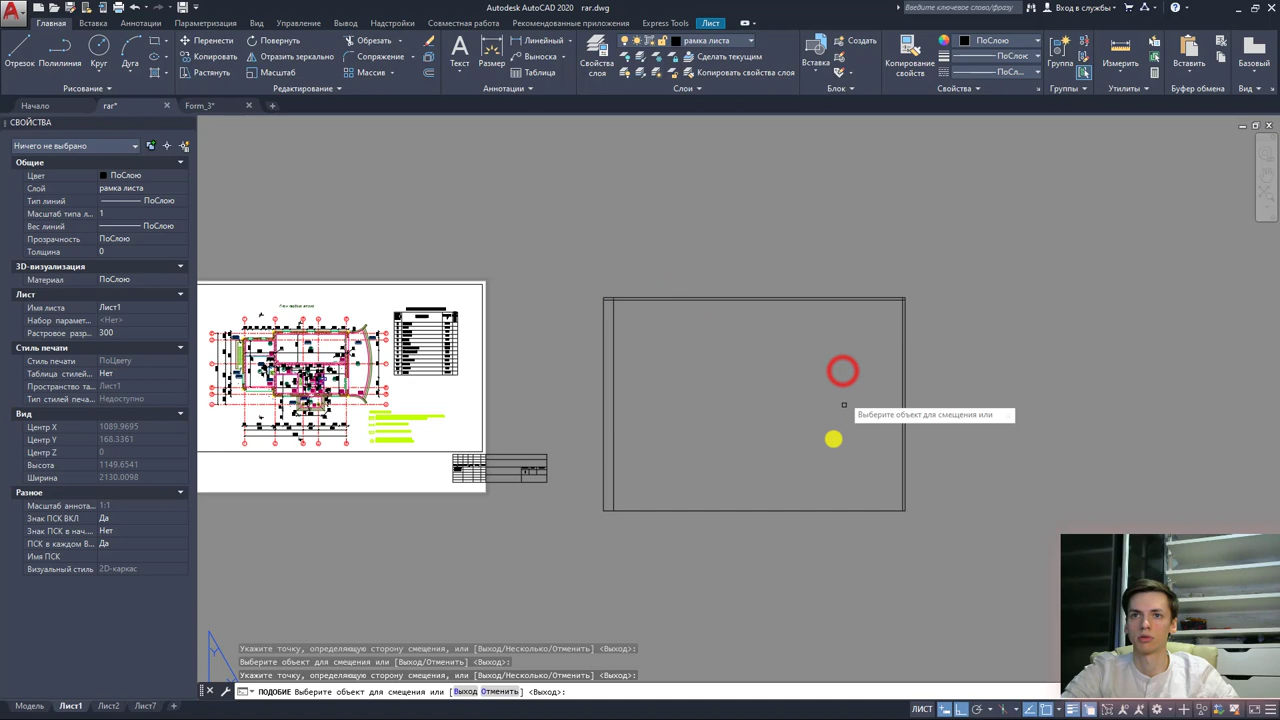 Autodesk AutoCAD 2020 rar.dwg
Введите ключевое слово/фразу
Вход в службы
Главная Вставка Аннотации Параметризация Вид Управление Вывод Надстройки Совместная работа Рекомендованные приложения Express Tools Лист
Отрезок Полилиния Круг Дуга
Перенести Повернуть Обрезать
Копировать Отразить зеркально Сопряжение
Растянуть Масштаб Массив
Текст Размер
Линейный
Выноска
Таблица
Свойства слоя
рамка листа
Сделать текущим
Копировать свойства слоя
Вставка
Создать
Копирование свойств
ПоСлою
ПоСлою
ПоСл...
Группа
Измерить
Вставить
Базовый
Рисование Редактирование Аннотации Слои Блок Свойства Группы Утилиты Буфер обмена Вид
Начало rar* Form_3*
СВОЙСТВА
Ничего не выбрано
Общие
Цвет ПоСлою
Слой рамка листа
Тип линий ПоСлою
Масштаб типа л... 1
Вес линий ПоСлою
Прозрачность ПоСлою
Толщина 0
3D-визуализация
Материал ПоСлою
Лист
Имя листа Лист1
Набор парамет... <Нет>
Растровое разр... 300
Стиль печати
Стиль печати ПоЦвету
Таблица стилей... Нет
Пространство та... Лист1
Тип стилей печа... Недоступно
Вид
Центр X 1089.9695
Центр Y 168.3361
Центр Z 0
Высота 1149.6541
Ширина 2130.0098
Разное
Масштаб аннота... 1:1
Знак ПСК ВКЛ Да
Знак ПСК в нач... Нет
ПСК в каждом В... Да
Имя ПСК
Визуальный стиль 2D-каркас
Выберите объект для смещения или
Y
Укажите точку, определяющую сторону смещения, или [Выход/Несколько/Отменить] <Выход>:
Выберите объект для смещения или [Выход/Отменить] <Выход>:
Укажите точку, определяющую сторону смещения, или [Выход/Несколько/Отменить] <Выход>:
ПОДОБИЕ Выберите объект для смещения или [Выход Отменить] <Выход>:
Модель Лист1 Лист2 Лист7
ЛИСТ